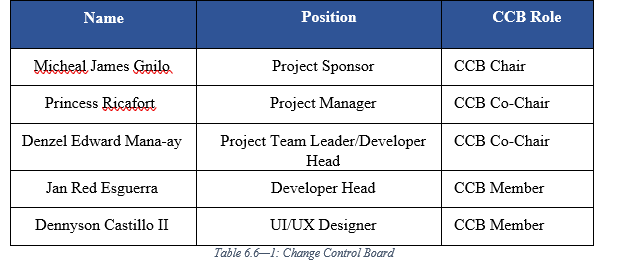 Name Position CCB Role
Micheal James Gnilo Project Sponsor CCB Chair
Princess Ricafort Project Manager CCB Co-Chair
Denzel Edward Mana-ay Project Team Leader/Developer CCB Co-Chair
Head
Jan Red Esguerra Developer Head CCB Member
Dennyson Castillo II UI/UX Designer CCB Member
Table 6.6—1: Change Control Board